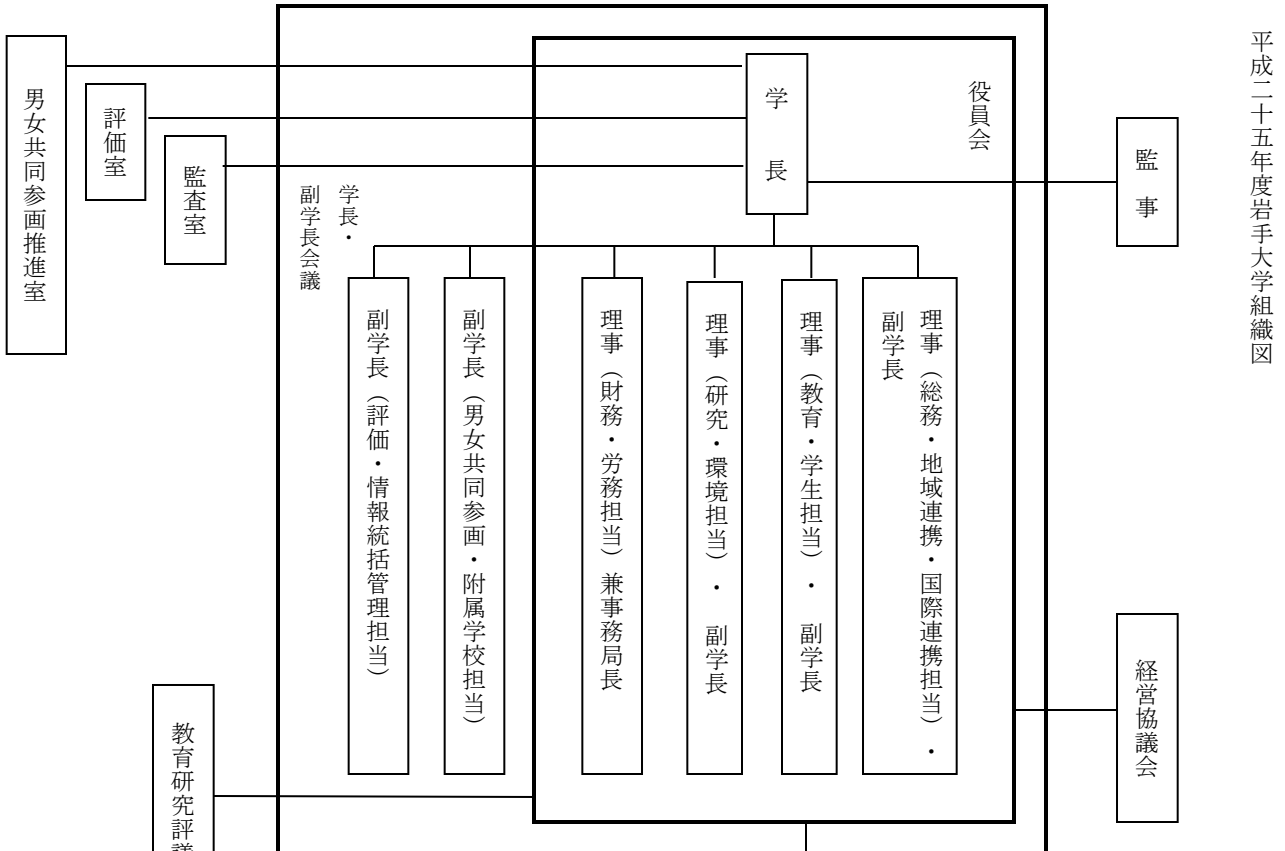 平成二十五年度岩手大学組織図
監事
経営協議会
役員会
学長
理事（総務・地域連携・国際連携担当）・
副学長
理事（教育・学生担当）・ 副学長
理事（研究・環境担当）・ 副学長
理事（財務・労務担当）兼事務局長
学長・
副学長会議
副学長（男女共同参画・附属学校担当）
副学長（評価・情報統括管理担当）
監査室
評価室
男女共同参画推進室
教育研究評議